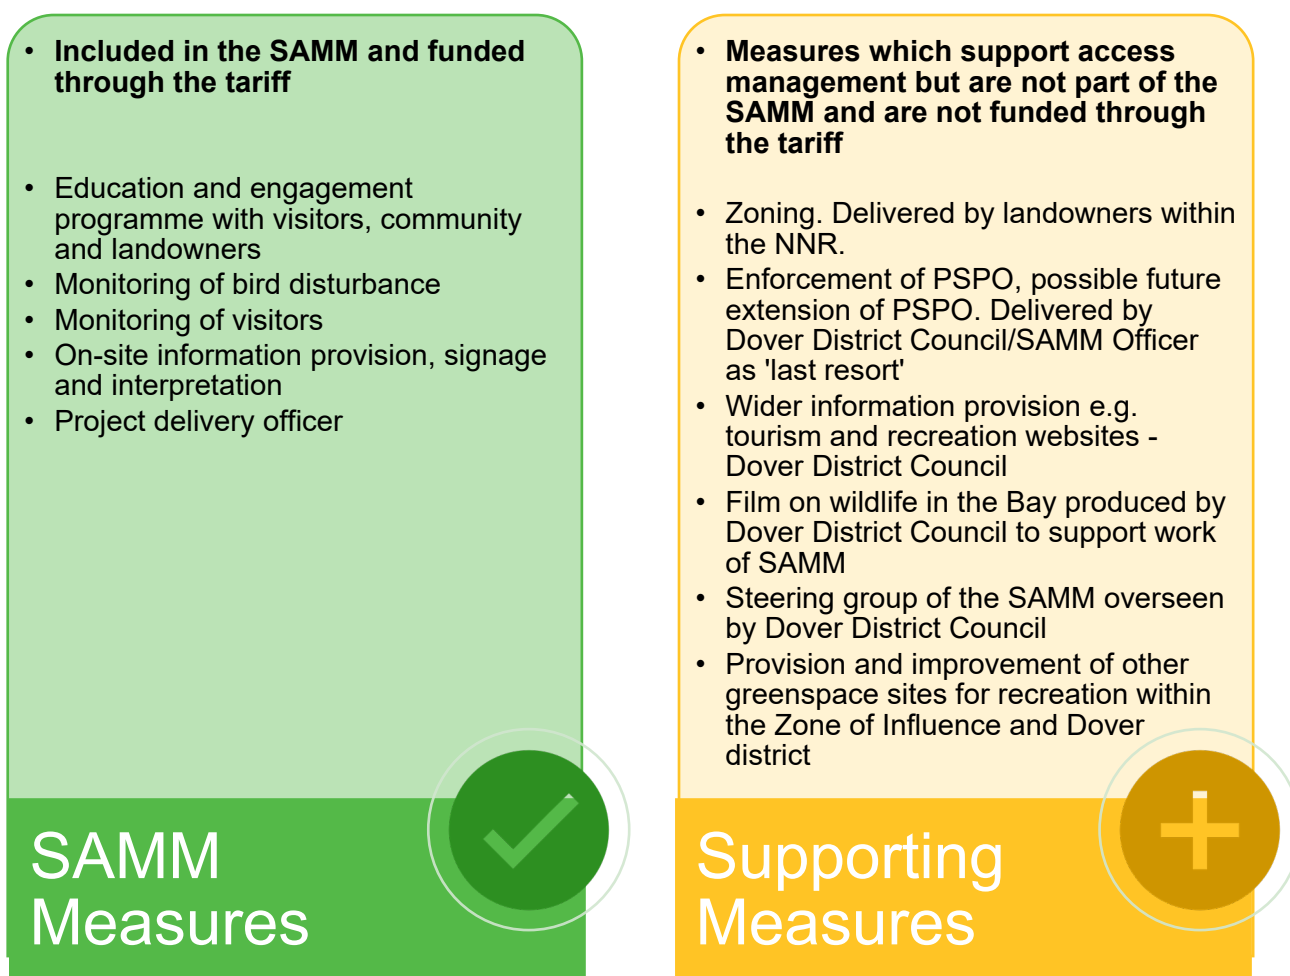 • Included in the SAMM and funded
through the tariff
• Education and engagement
programme with visitors, community
and landowners
• Monitoring of bird disturbance
• Monitoring of visitors
• On-site information provision, signage
and interpretation
• Project delivery officer
SAMM
Measures
• Measures which support access
management but are not part of the
SAMM and are not funded through
the tariff
• Zoning. Delivered by landowners within
the NNR.
• Enforcement of PSPO, possible future
extension of PSPO. Delivered by
Dover District Council/SAMM Officer
as 'last resort'
• Wider information provision e.g.
tourism and recreation websites -
Dover District Council
• Film on wildlife in the Bay produced by
Dover District Council to support work
of SAMM
• Steering group of the SAMM overseen
by Dover District Council
• Provision and improvement of other
greenspace sites for recreation within
the Zone of Influence and Dover
district
Supporting
Measures